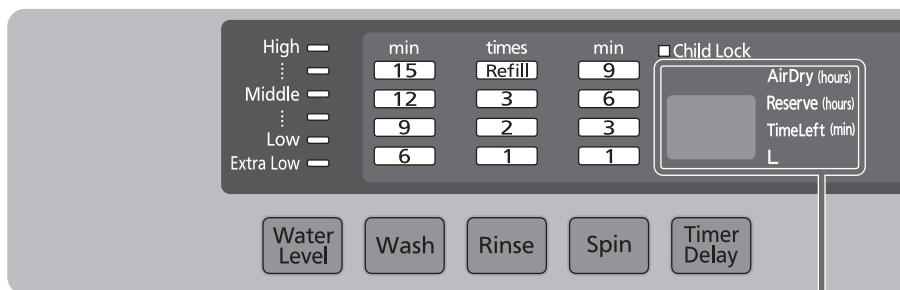 High
Middle
Low
Extra Low
min
15
12
9
6
times
Refill
3
2
1
min
9
6
3
1
Child Lock
AirDry (hours)
Reserve (hours)
TimeLeft (min)
L
Water
Level
Wash
Rinse
Spin
Timer
Delay